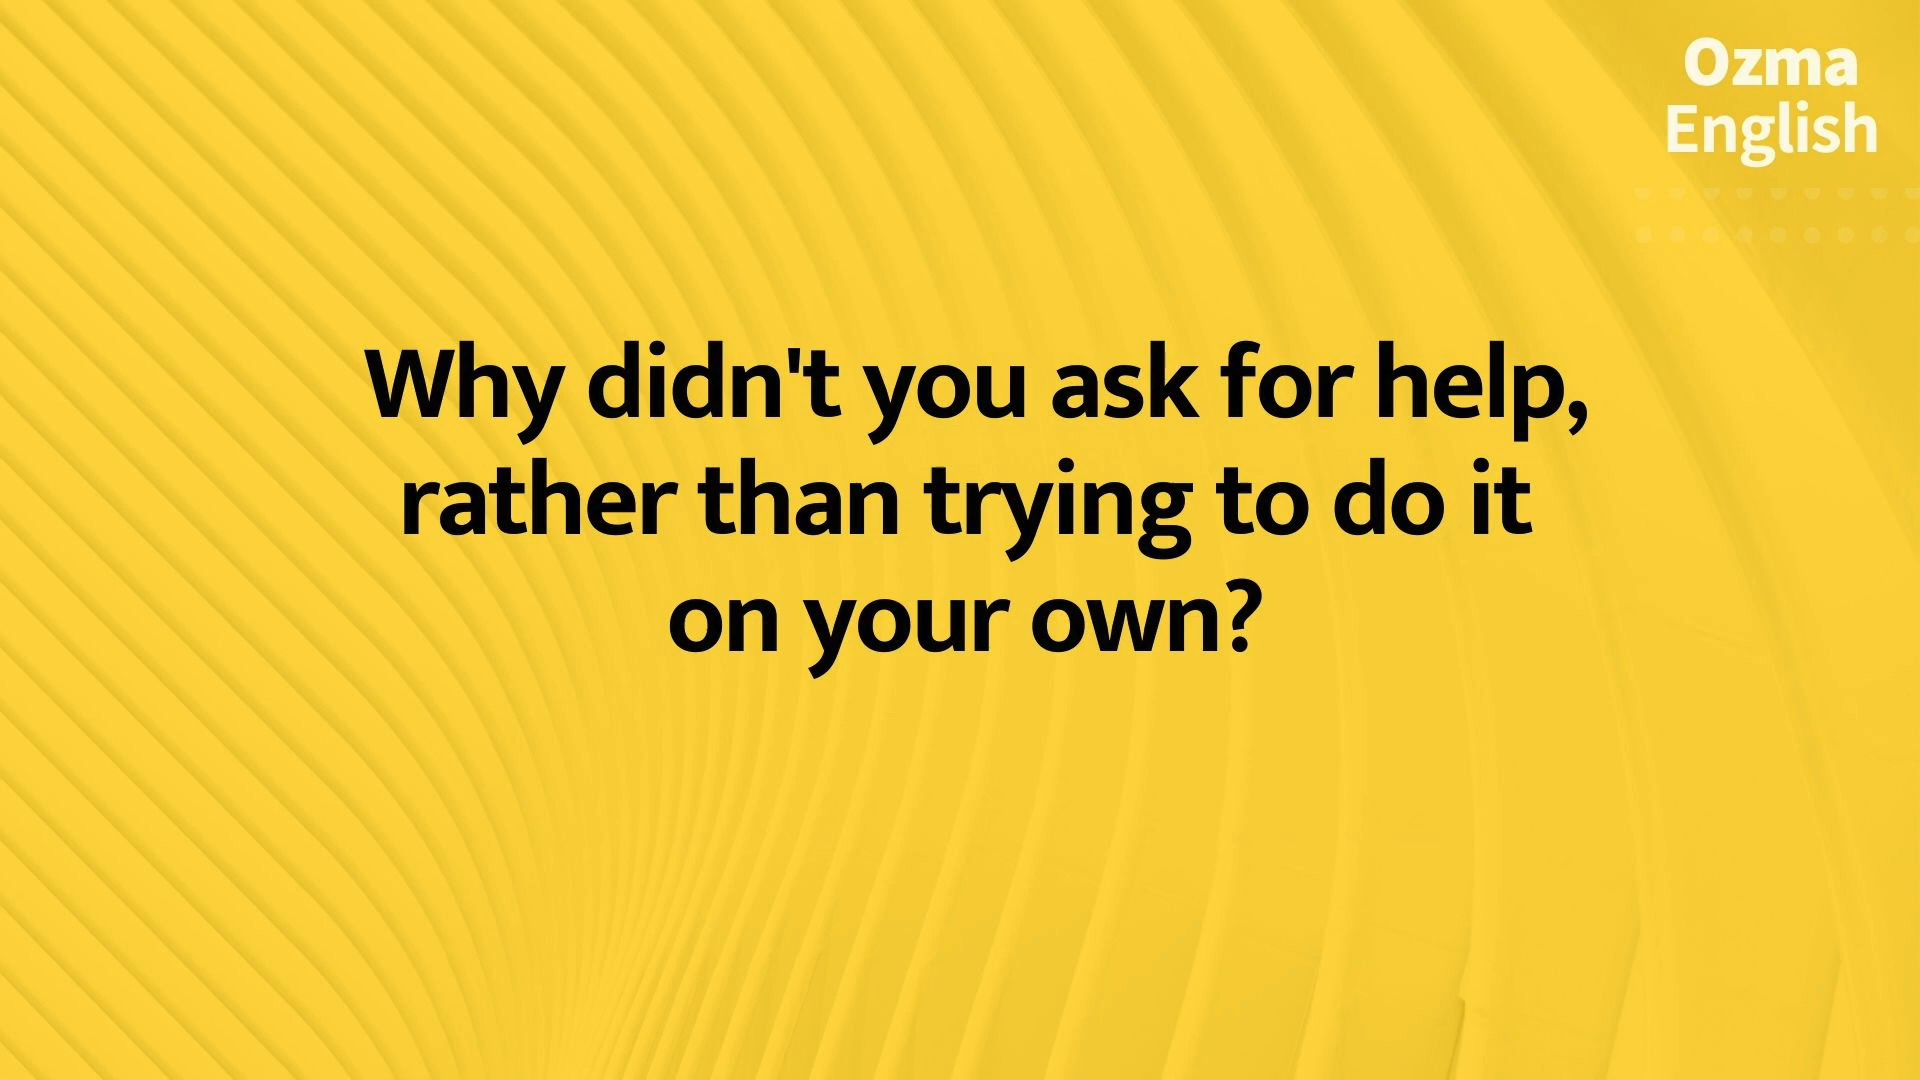 Ozma
English
Why didn't you ask for help,
rather than trying to do it
on your own?